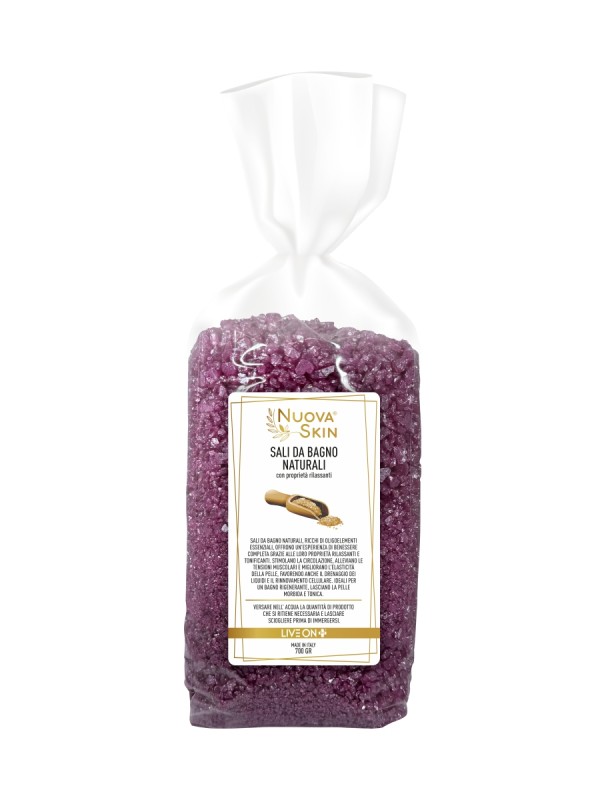 NUOVA®
SKIN
SALI DA BAGNO
NATURALI
con proprietà rilassanti
SALI DA BAGNO NATURALI, RICCHI DI OLIGOELEMENTI
ESSENZIALI, OFFRONO UN'ESPERIENZA DI BENESSERE
COMPLETA GRAZIE ALLE LORO PROPRIETÀ RILASSANTI E
TONIFICANTI. STIMOLANO LA CIRCOLAZIONE, ALLEVIANO LE
TENSIONI MUSCOLARI E MIGLIORANO L'ELASTICITÀ
DELLA PELLE, FAVORENDO ANCHE IL DRENAGGIO DEI
LIQUIDI E IL RINNOVAMENTO CELLULARE. IDEALI PER
UN BAGNO RIGENERANTE, LASCIANO LA PELLE
MORBIDA E TONICA.
VERSARE NELL' ACQUA LA QUANTITÀ DI PRODOTTO
CHE SI RITIENE NECESSARIA E LASCIARE
SCIOGLIERE PRIMA DI IMMERGERSI.
LIVE ON
MADE IN ITALY
700 GR